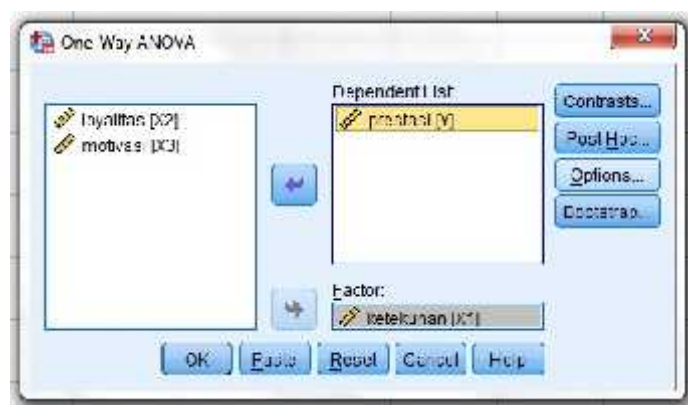 One-Way ANOVA
Dependent List:
loyalitas [X2]
motivasi [X3]
prestasi [Y]
Contrasts...
Post Hoc...
Options...
Bootstrap...
Factor:
ketekunan [X1]
OK Paste Reset Cancel Help